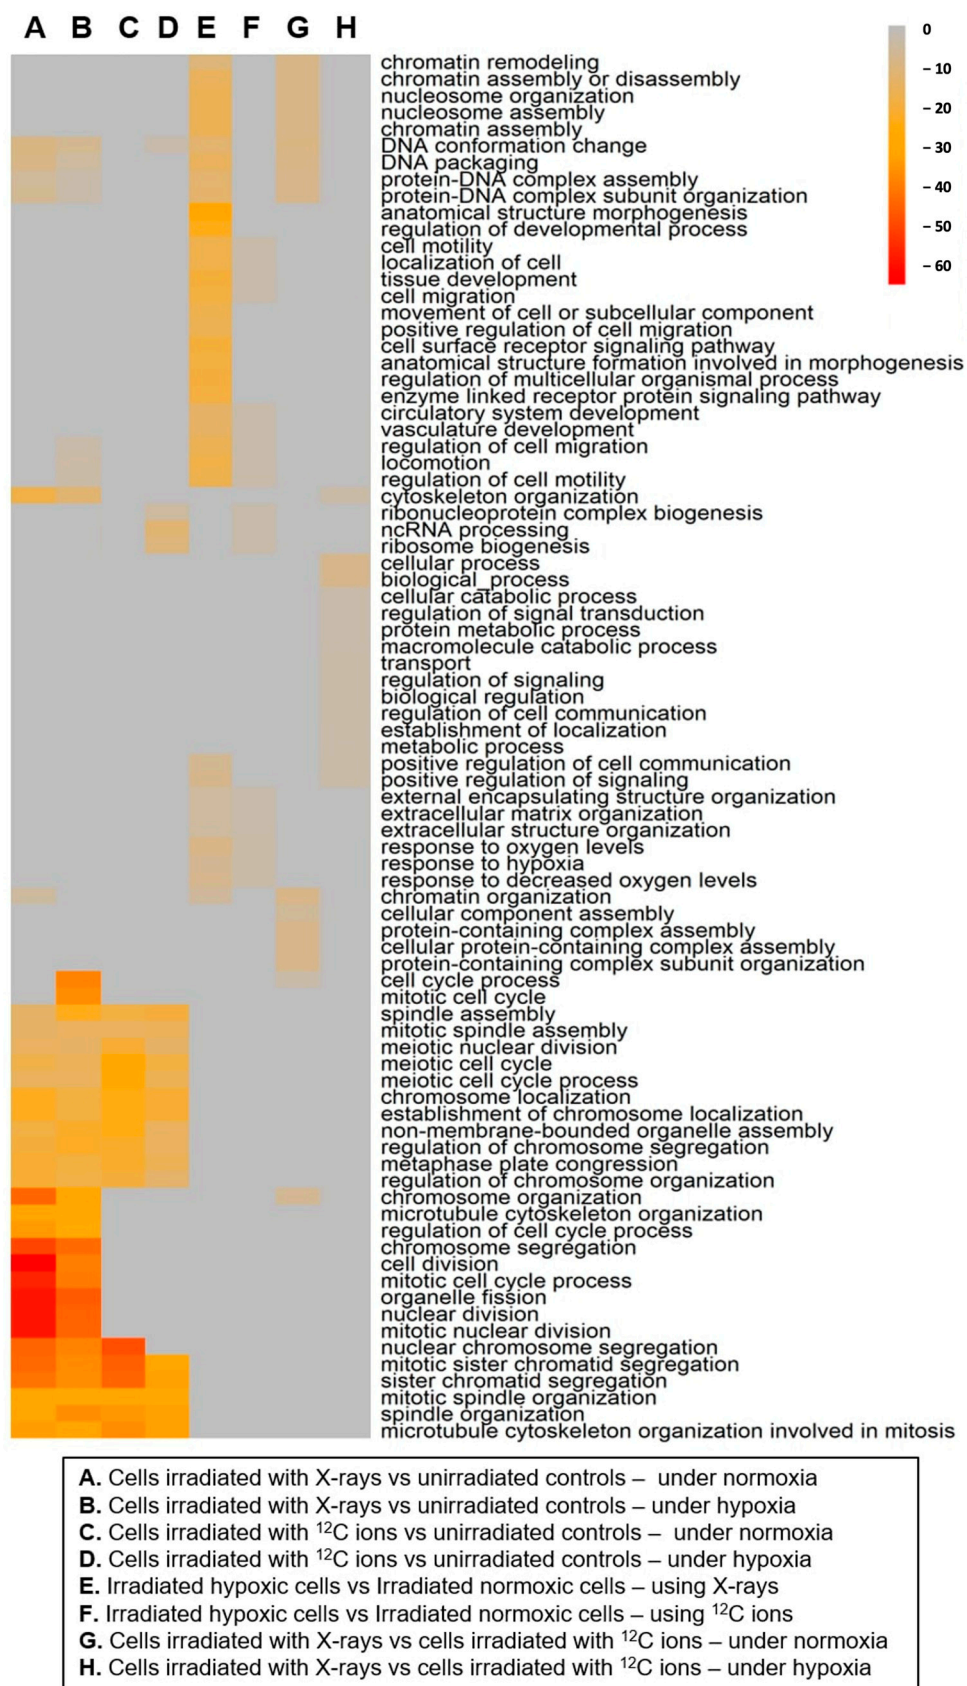 A B C D E F G H
0
– 10
– 20
– 30
– 40
– 50
– 60
chromatin remodeling
chromatin assembly or disassembly
nucleosome organization
nucleosome assembly
chromatin assembly
DNA conformation change
DNA packaging
protein-DNA complex assembly
protein-DNA complex subunit organization
anatomical structure morphogenesis
regulation of developmental process
cell motility
localization of cell
tissue development
cell migration
movement of cell or subcellular component
positive regulation of cell migration
cell surface receptor signaling pathway
anatomical structure formation involved in morphogenesis
regulation of multicellular organismal process
enzyme linked receptor protein signaling pathway
circulatory system development
vasculature development
regulation of cell migration
locomotion
regulation of cell motility
cytoskeleton organization
ribonucleoprotein complex biogenesis
ncRNA processing
ribosome biogenesis
cellular process
biological_process
cellular catabolic process
regulation of signal transduction
protein metabolic process
macromolecule catabolic process
transport
regulation of signaling
biological regulation
regulation of cell communication
establishment of localization
metabolic process
positive regulation of cell communication
positive regulation of signaling
external encapsulating structure organization
extracellular matrix organization
extracellular structure organization
response to oxygen levels
response to hypoxia
response to decreased oxygen levels
chromatin organization
cellular component assembly
protein-containing complex assembly
cellular protein-containing complex assembly
protein-containing complex subunit organization
cell cycle process
mitotic cell cycle
spindle assembly
mitotic spindle assembly
meiotic nuclear division
meiotic cell cycle
meiotic cell cycle process
chromosome localization
establishment of chromosome localization
non-membrane-bounded organelle assembly
regulation of chromosome segregation
metaphase plate congression
regulation of chromosome organization
chromosome organization
microtubule cytoskeleton organization
regulation of cell cycle process
chromosome segregation
cell division
mitotic cell cycle process
organelle fission
nuclear division
mitotic nuclear division
nuclear chromosome segregation
mitotic sister chromatid segregation
sister chromatid segregation
mitotic spindle organization
spindle organization
microtubule cytoskeleton organization involved in mitosis
A. Cells irradiated with X-rays vs unirradiated controls – under normoxia
B. Cells irradiated with X-rays vs unirradiated controls – under hypoxia
C. Cells irradiated with ¹²C ions vs unirradiated controls – under normoxia
D. Cells irradiated with ¹²C ions vs unirradiated controls – under hypoxia
E. Irradiated hypoxic cells vs Irradiated normoxic cells – using X-rays
F. Irradiated hypoxic cells vs Irradiated normoxic cells – using ¹²C ions
G. Cells irradiated with X-rays vs cells irradiated with ¹²C ions – under normoxia
H. Cells irradiated with X-rays vs cells irradiated with ¹²C ions – under hypoxia